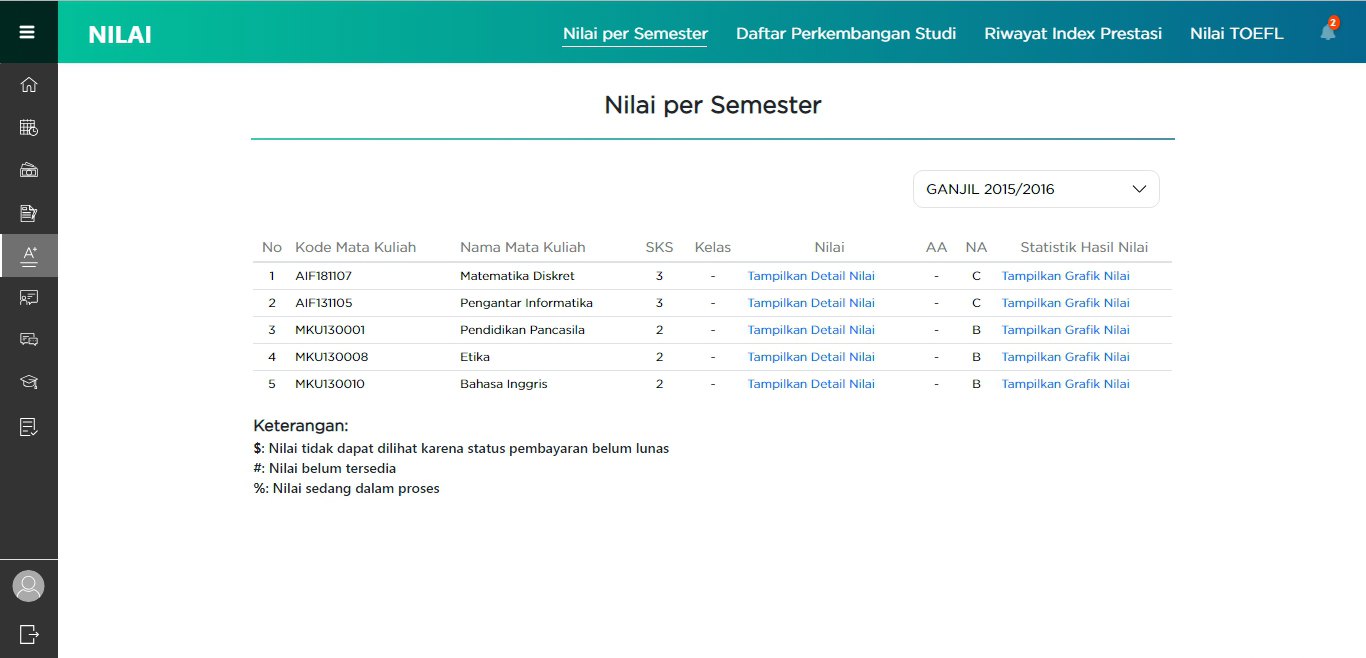 NILAI
Nilai per Semester Daftar Perkembangan Studi Riwayat Index Prestasi Nilai TOEFL 2
A+
Nilai per Semester
GANJIL 2015/2016
No Kode Mata Kuliah Nama Mata Kuliah SKS Kelas Nilai AA NA Statistik Hasil Nilai
1 AIF181107 Matematika Diskret 3 - Tampilkan Detail Nilai - C Tampilkan Grafik Nilai
2 AIF131105 Pengantar Informatika 3 - Tampilkan Detail Nilai - C Tampilkan Grafik Nilai
3 MKU130001 Pendidikan Pancasila 2 - Tampilkan Detail Nilai - B Tampilkan Grafik Nilai
4 MKU130008 Etika 2 - Tampilkan Detail Nilai - B Tampilkan Grafik Nilai
5 MKU130010 Bahasa Inggris 2 - Tampilkan Detail Nilai - B Tampilkan Grafik Nilai
Keterangan:
$: Nilai tidak dapat dilihat karena status pembayaran belum lunas
#: Nilai belum tersedia
%: Nilai sedang dalam proses